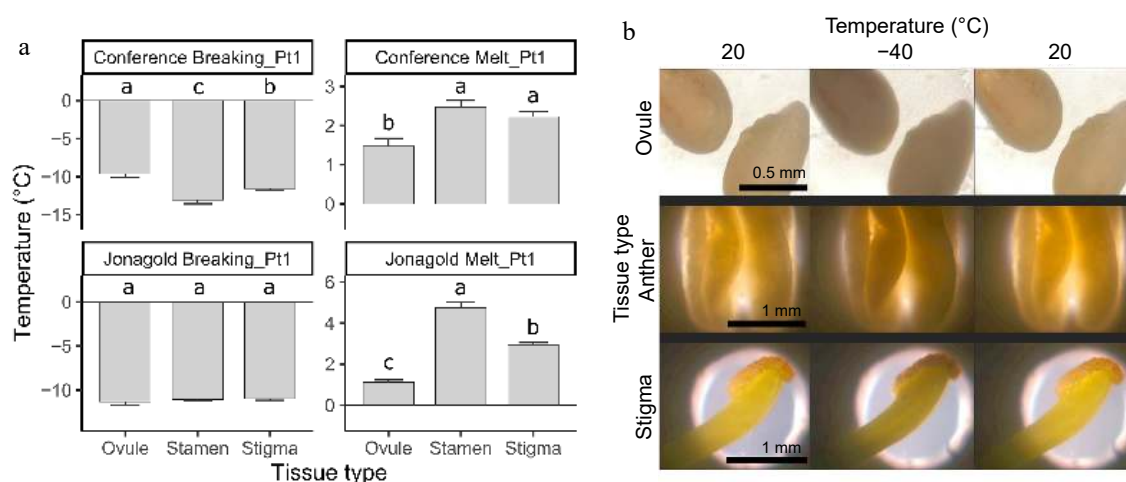 a
Temperature (°C)
Conference Breaking_Pt1
a c b
0
−5
−10
−15
Conference Melt_Pt1
b a a
3
2
1
0
Jonagold Breaking_Pt1
a a a
0
−5
−10
Ovule Stamen Stigma
Jonagold Melt_Pt1
c a b
6
4
2
0
Ovule Stamen Stigma
Tissue type
b
Temperature (°C)
20 −40 20
Tissue type
Ovule
0.5 mm
Anther
1 mm
Stigma
1 mm